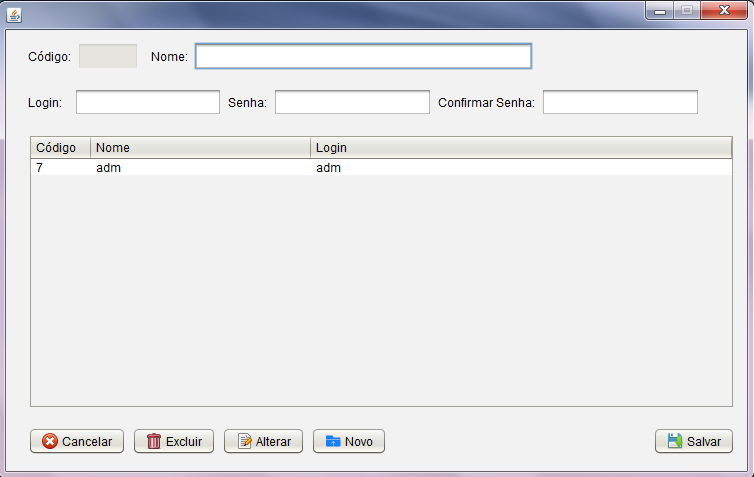 Código: Nome:
Login: Senha: Confirmar Senha:
Código Nome Login
7 adm adm
Cancelar Excluir Alterar Novo Salvar